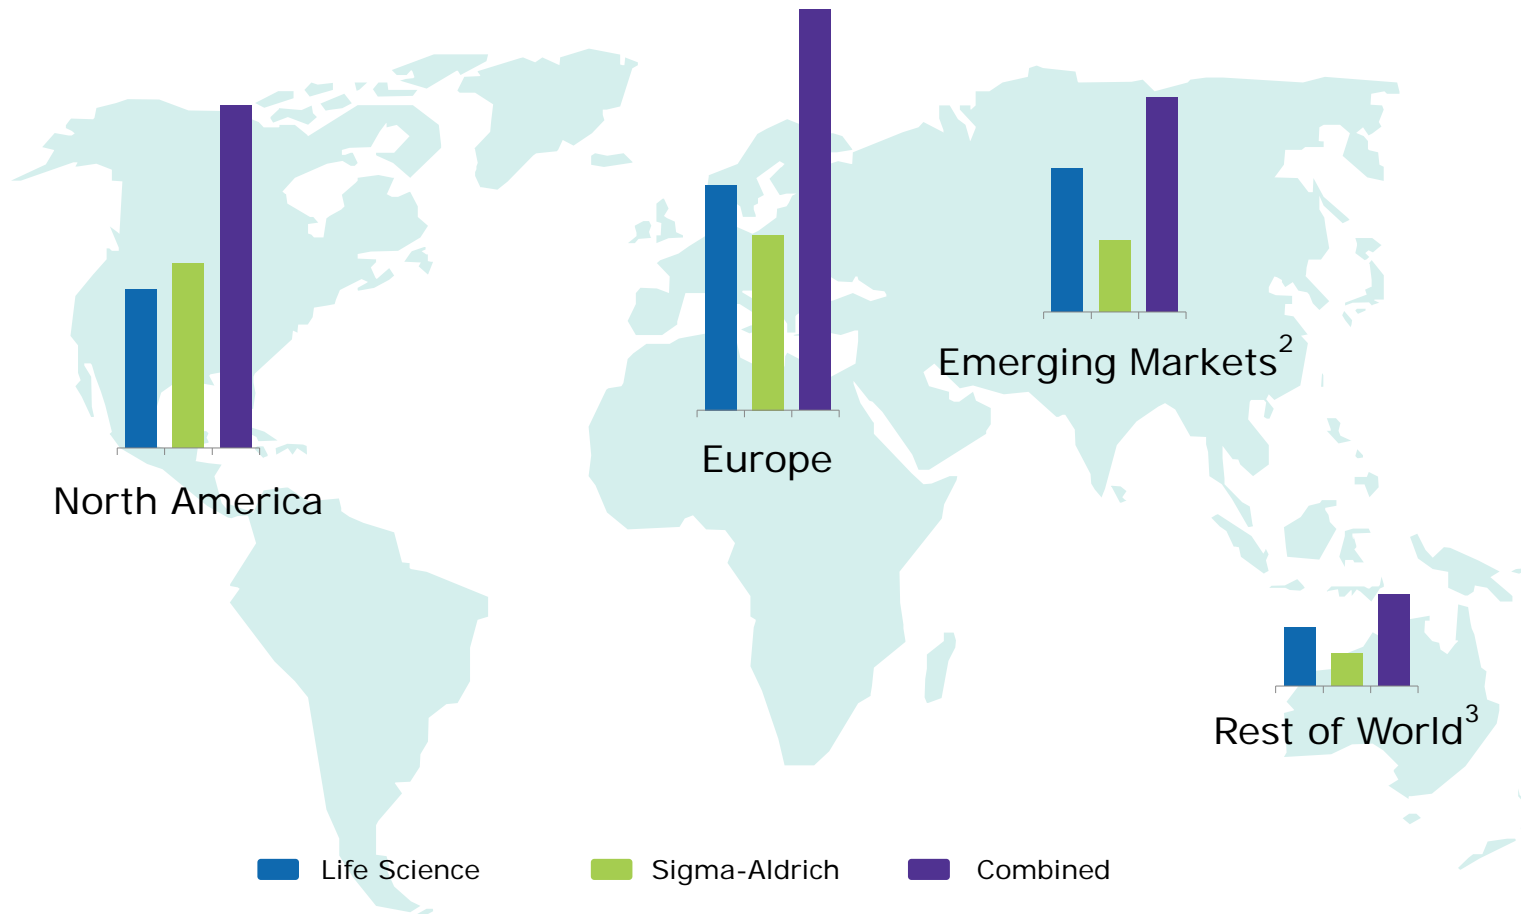 Emerging Markets2
Europe
North America
Rest of World3
Life Science
Sigma-Aldrich
Combined